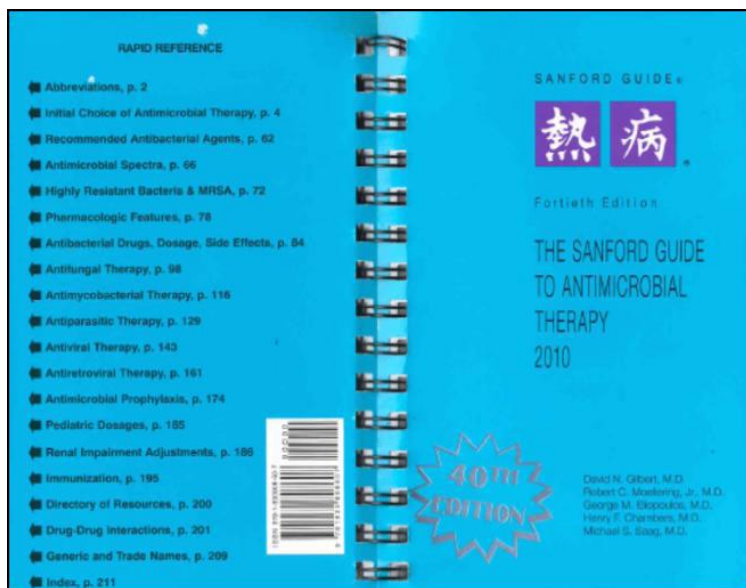 RAPID REFERENCE
Abbreviations, p. 2
Initial Choice of Antimicrobial Therapy, p. 4
Recommended Antibacterial Agents, p. 62
Antimicrobial Spectra, p. 66
Highly Resistant Bacteria & MRSA, p. 72
Pharmacologic Features, p. 78
Antibacterial Drugs, Dosage, Side Effects, p. 84
Antifungal Therapy, p. 98
Antimycobacterial Therapy, p. 116
Antiparasitic Therapy, p. 129
Antiviral Therapy, p. 143
Antiretroviral Therapy, p. 161
Antimicrobial Prophylaxis, p. 174
Pediatric Dosages, p. 185
Renal Impairment Adjustments, p. 186
Immunization, p. 195
Directory of Resources, p. 200
Drug-Drug Interactions, p. 201
Generic and Trade Names, p. 209
Index, p. 211
SANFORD GUIDE®
熱病®
Fortieth Edition
THE SANFORD GUIDE
TO ANTIMICROBIAL
THERAPY
2010
40TH
EDITION
David N. Gilbert, M.D.
Robert C. Moellering, Jr., M.D.
George M. Eliopoulos, M.D.
Henry F. Chambers, M.D.
Michael S. Saag, M.D.